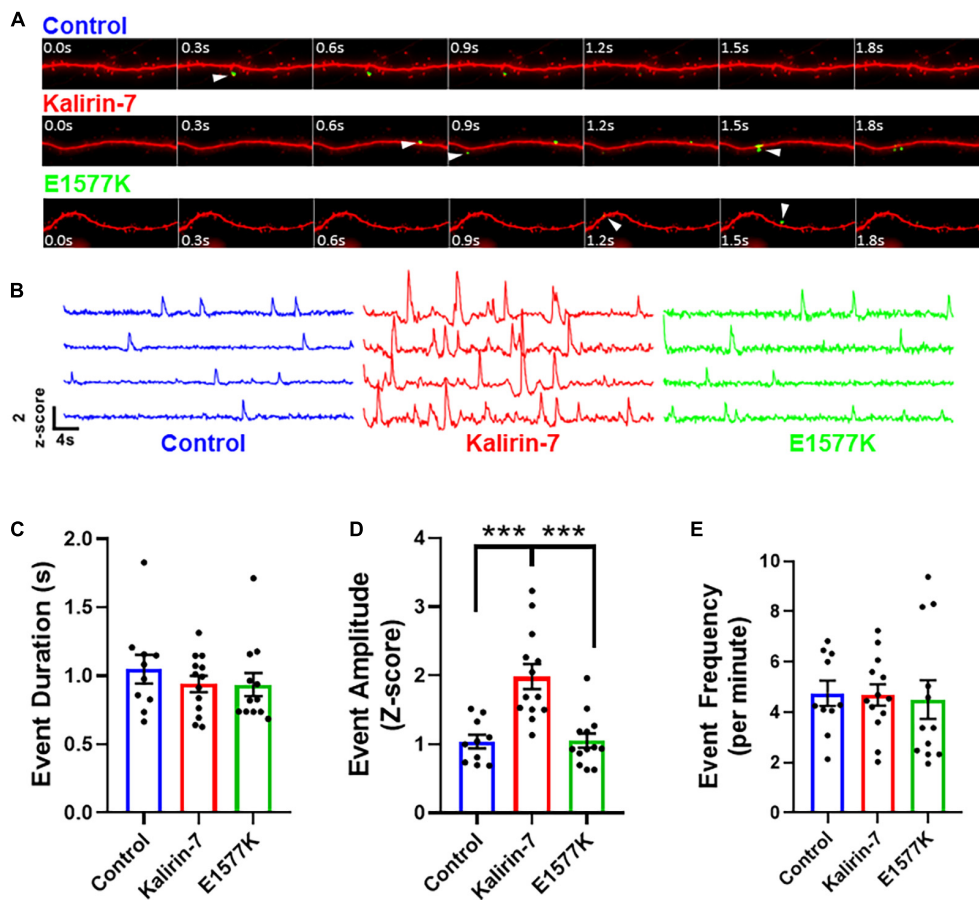 A
Control
0.0s 0.3s 0.6s 0.9s 1.2s 1.5s 1.8s
Kalirin-7
0.0s 0.3s 0.6s 0.9s 1.2s 1.5s 1.8s
E1577K
0.0s 0.3s 0.6s 0.9s 1.2s 1.5s 1.8s
B
2
z-score
4s
Control Kalirin-7 E1577K
C
Event Duration (s)
2.0
1.5
1.0
0.5
0.0
Control Kalirin-7 E1577K
D
Event Amplitude
(Z-score)
4
3
2
1
0
*** ***
Control Kalirin-7 E1577K
E
Event Frequency
(per minute)
10
8
6
4
2
0
Control Kalirin-7 E1577K